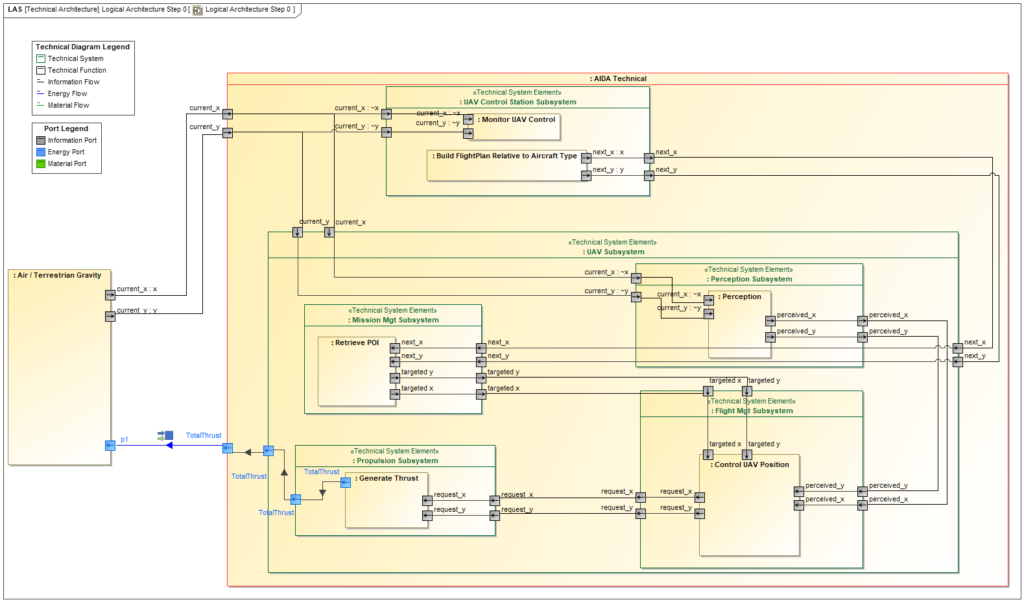 LAS [Technical Architecture] Logical Architecture Step 0 [ Logical Architecture Step 0 ]
Technical Diagram Legend
Technical System
Technical Function
Information Flow
Energy Flow
Material Flow
Port Legend
Information Port
Energy Port
Material Port
: AIDA Technical
«Technical System Element»
: UAV Control Station Subsystem
current_x
current_x : ~x
current_x : ~x
: Monitor UAV Control
current_y
current_y : ~y
current_y : ~y
: Build FlightPlan Relative to Aircraft Type
next_x : x
next_x
next_y : y
next_y
current_y
current_x
«Technical System Element»
: UAV Subsystem
: Air / Terrestrian Gravity
current_x : x
current_y : y
p1
TotalThrust
TotalThrust
current_x : ~x
current_y : ~y
«Technical System Element»
: Perception Subsystem
current_x : ~x
current_y : ~y
: Perception
perceived_x
perceived_x
perceived_y
perceived_y
«Technical System Element»
: Mission Mgt Subsystem
: Retrieve POI
next_x
next_x
next_x
next_y
next_y
next_y
targeted y
targeted y
targeted x
targeted x
targeted x
targeted y
«Technical System Element»
: Flight Mgt Subsystem
targeted x
targeted y
: Control UAV Position
perceived_y
perceived_y
perceived_x
perceived_x
request_x
request_x
request_y
request_y
«Technical System Element»
: Propulsion Subsystem
TotalThrust
: Generate Thrust
TotalThrust
request_x
request_x
request_y
request_y